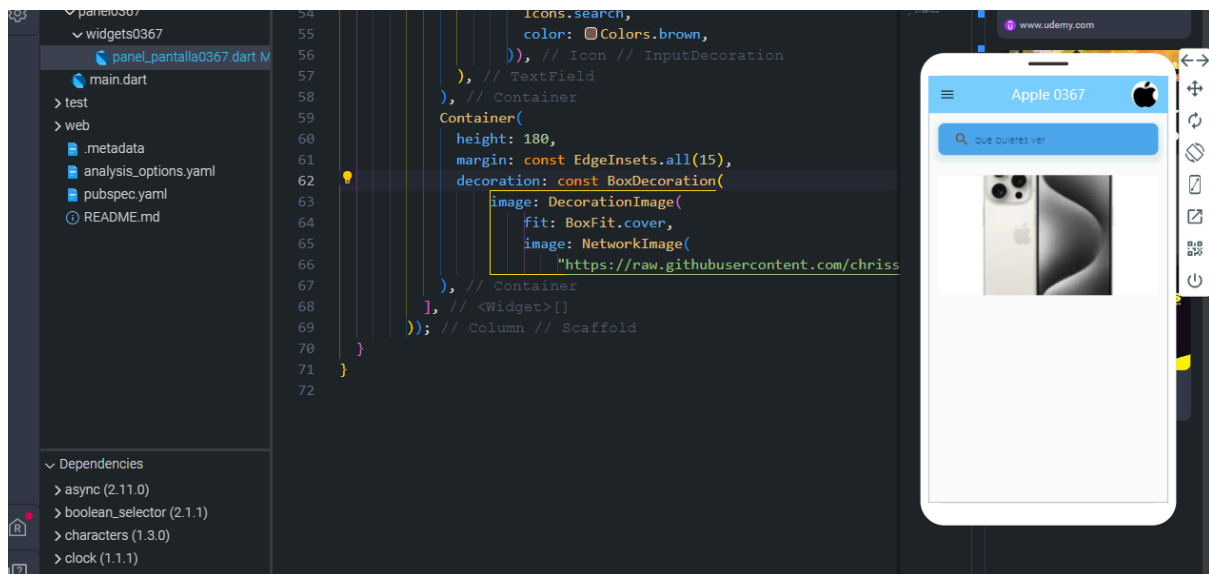 panel0367
widgets0367
panel_pantalla0367.dart M
main.dart
test
web
.metadata
analysis_options.yaml
pubspec.yaml
README.md
Dependencies
async (2.11.0)
boolean_selector (2.1.1)
characters (1.3.0)
clock (1.1.1)
54 Icons.search,
55 color: Colors.brown,
56 )), // Icon // InputDecoration
57 ), // TextField
58 ), // Container
59 Container(
60 height: 180,
61 margin: const EdgeInsets.all(15),
62 decoration: const BoxDecoration(
63 image: DecorationImage(
64 fit: BoxFit.cover,
65 image: NetworkImage(
66 "https://raw.githubusercontent.com/chriss
67 ), // Container
68 ], // <Widget>[]
69 )); // Column // Scaffold
70 }
71 }
72
www.udemy.com
Apple 0367
que quieres ver